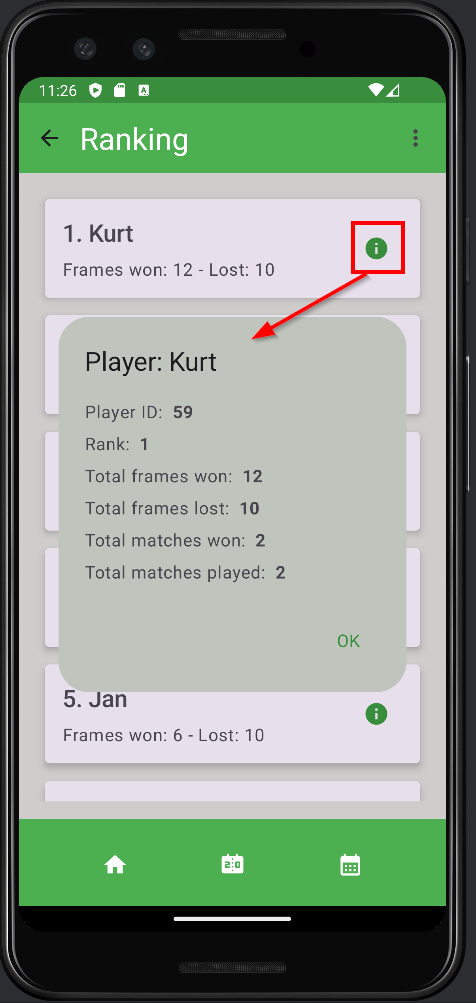 11:26
Ranking
1. Kurt
Frames won: 12 - Lost: 10
Player: Kurt
Player ID: 59
Rank: 1
Total frames won: 12
Total frames lost: 10
Total matches won: 2
Total matches played: 2
OK
5. Jan
Frames won: 6 - Lost: 10
2:0